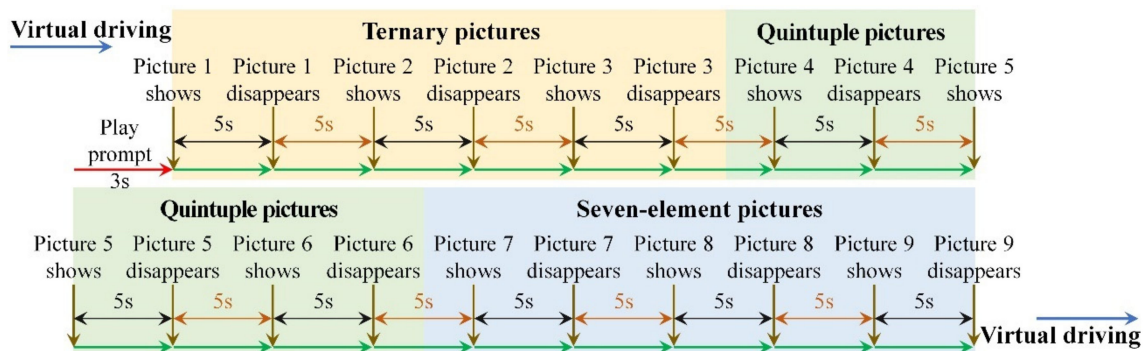 Virtual driving
Ternary pictures
Quintuple pictures
Picture 1 Picture 1 Picture 2 Picture 2 Picture 3 Picture 3 Picture 4 Picture 4 Picture 5
shows disappears shows disappears shows disappears shows disappears shows
5s 5s 5s 5s 5s 5s 5s 5s
Play
prompt
3s
Quintuple pictures
Seven-element pictures
Picture 5 Picture 5 Picture 6 Picture 6 Picture 7 Picture 7 Picture 8 Picture 8 Picture 9 Picture 9
shows disappears shows disappears shows disappears shows disappears shows disappears
5s 5s 5s 5s 5s 5s 5s 5s 5s
Virtual driving